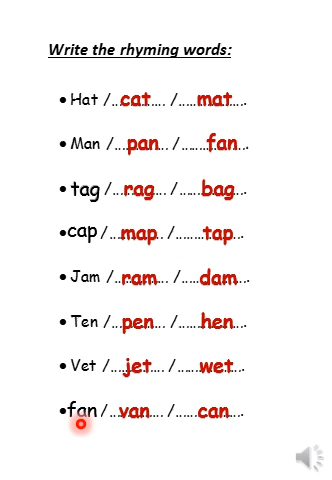 Write the rhyming words:
• Hat /...cat.... /.....mat.....
• Man /....pan... /........fan...
• tag /....rag.... /......bag....
•cap /....map... /........tap...
• Jam /....ram.... /.....dam.....
• Ten /....pen.... /.......hen....
• Vet /.....jet.... /.......wet....
•fan /....van.... /......can.....